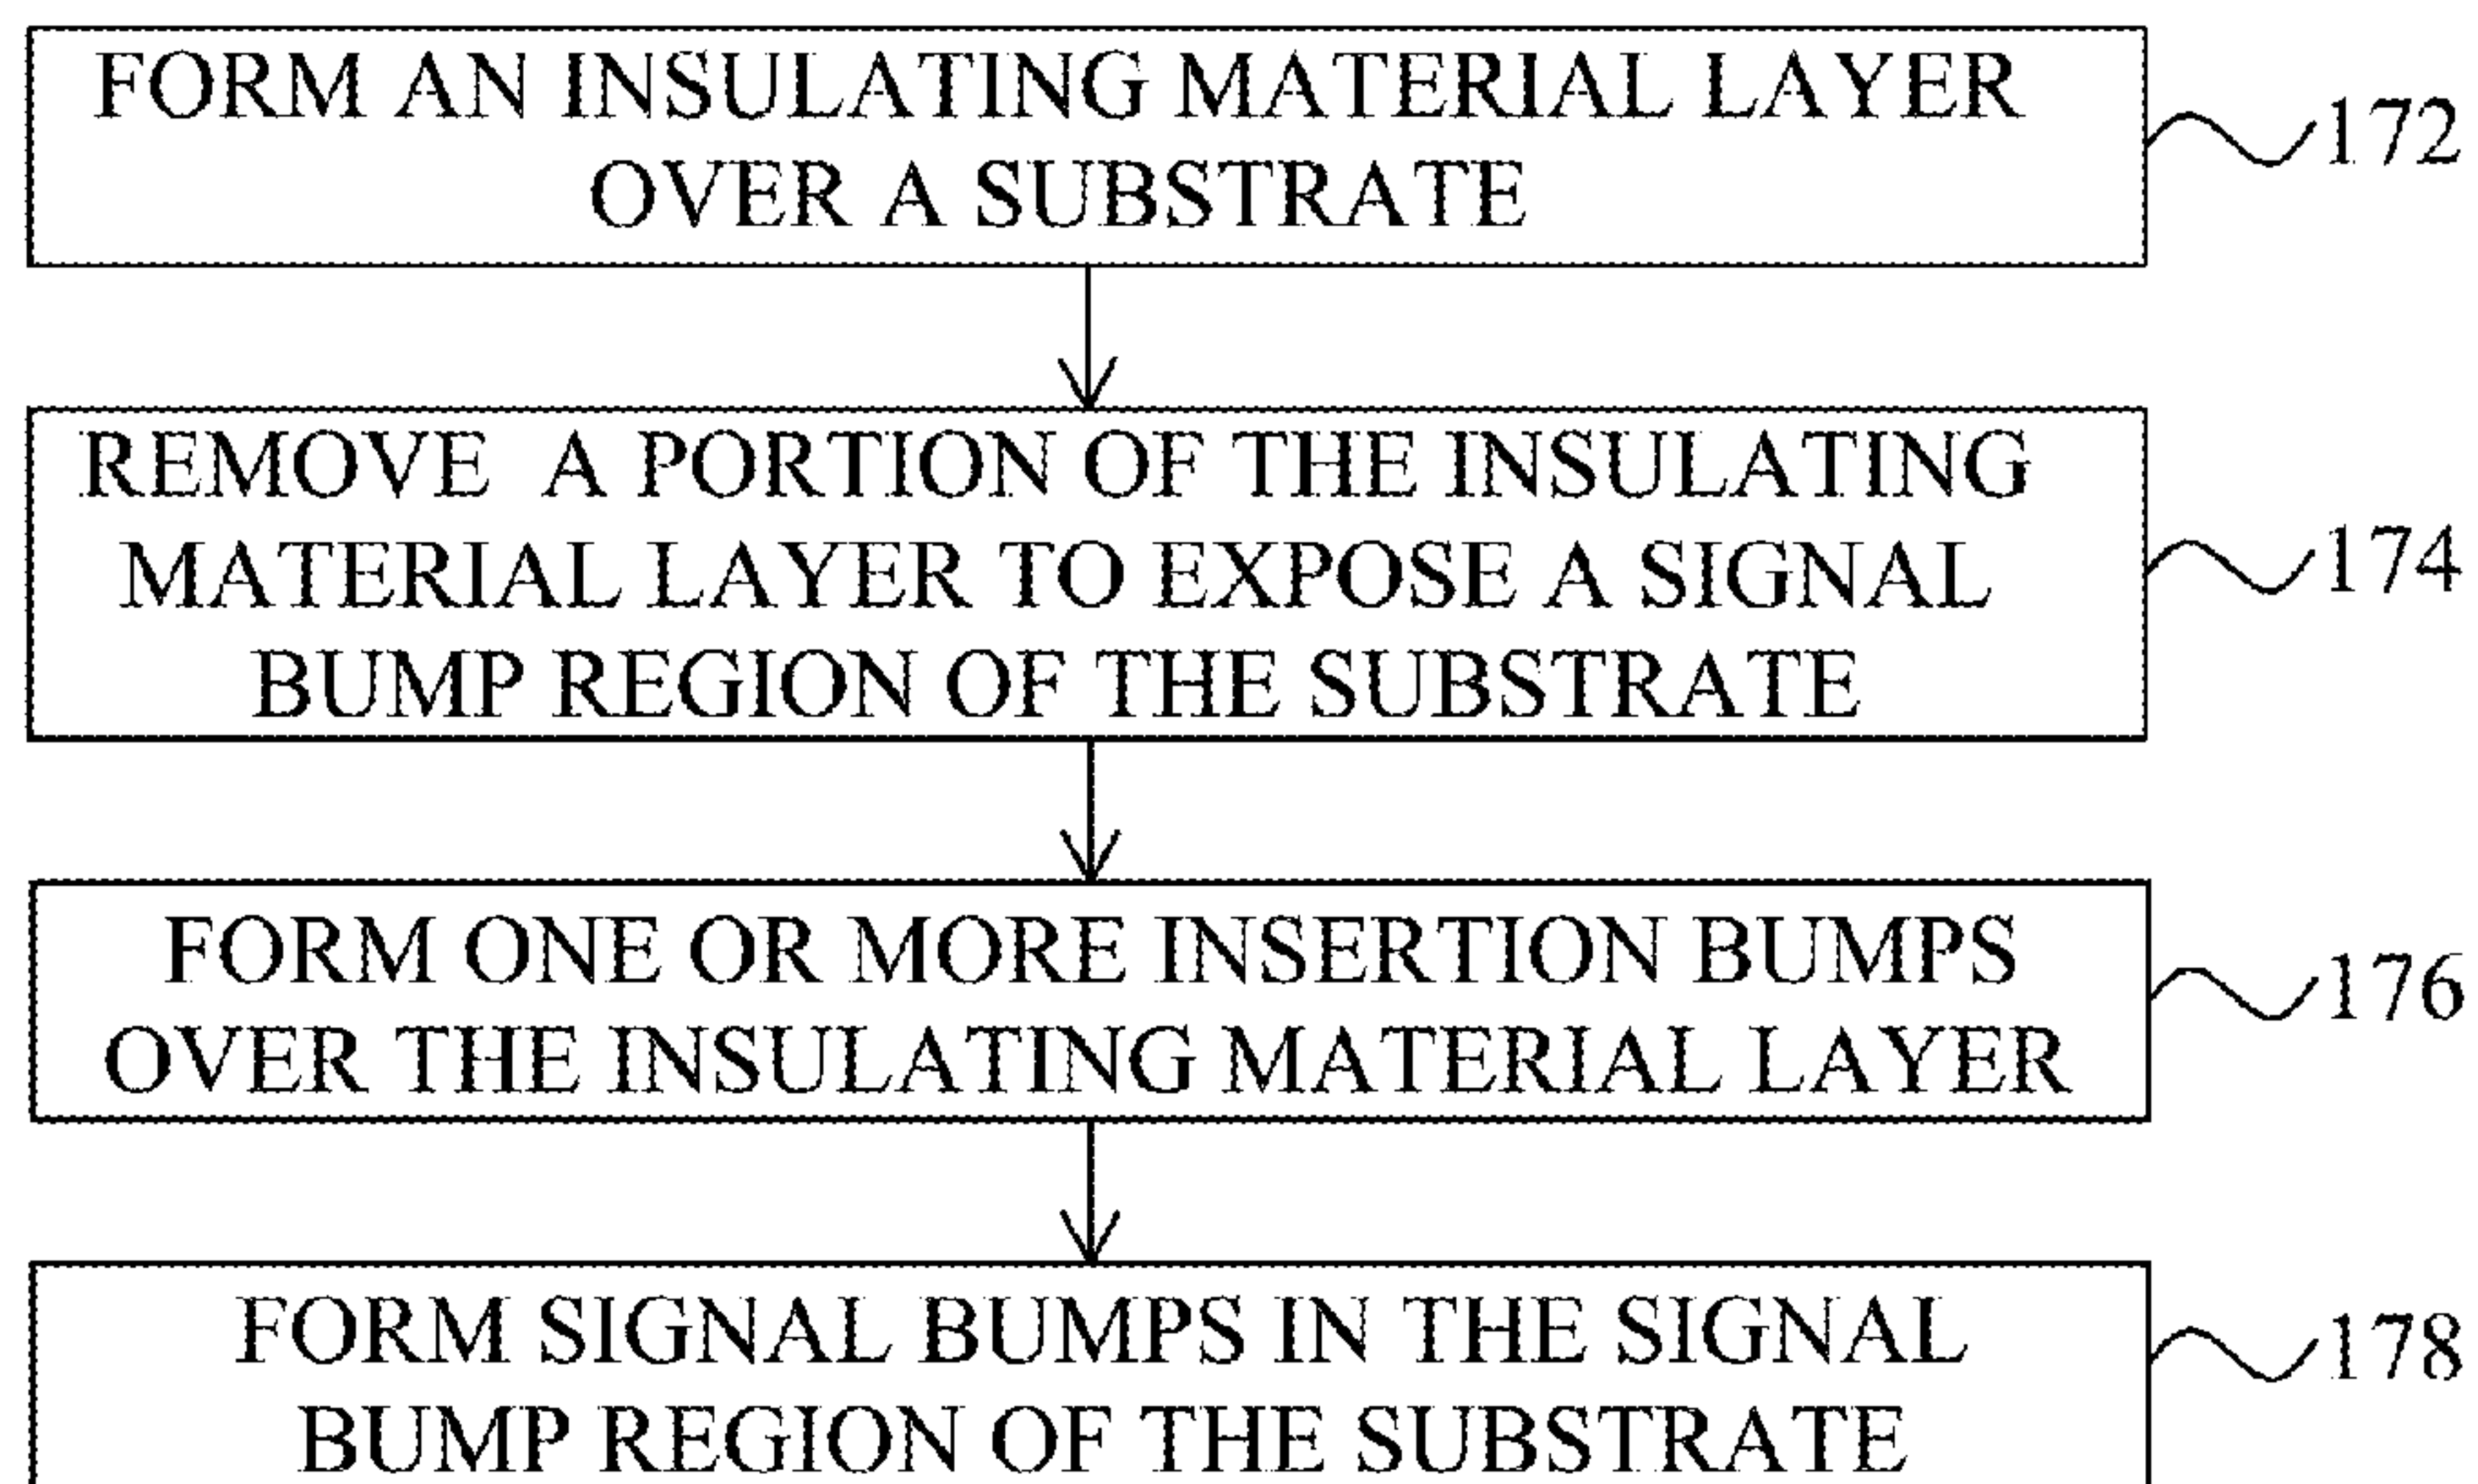 FORM AN INSULATING MATERIAL LAYER
OVER A SUBSTRATE
172
REMOVE A PORTION OF THE INSULATING
MATERIAL LAYER TO EXPOSE A SIGNAL
BUMP REGION OF THE SUBSTRATE
174
FORM ONE OR MORE INSERTION BUMPS
OVER THE INSULATING MATERIAL LAYER
176
FORM SIGNAL BUMPS IN THE SIGNAL
BUMP REGION OF THE SUBSTRATE
178